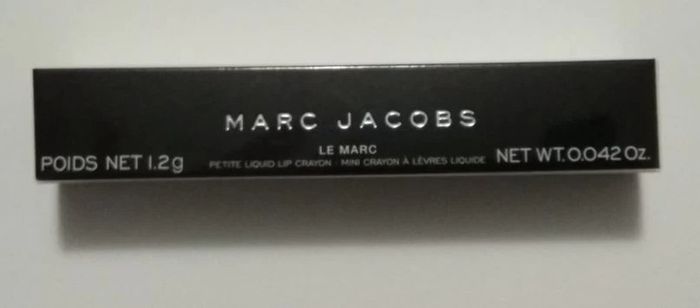 MARC JACOBS
LE MARC
PETITE LIQUID LIP CRAYON · MINI CRAYON À LÈVRES LIQUIDE
POIDS NET 1.2g
NET WT. 0.042 Oz.